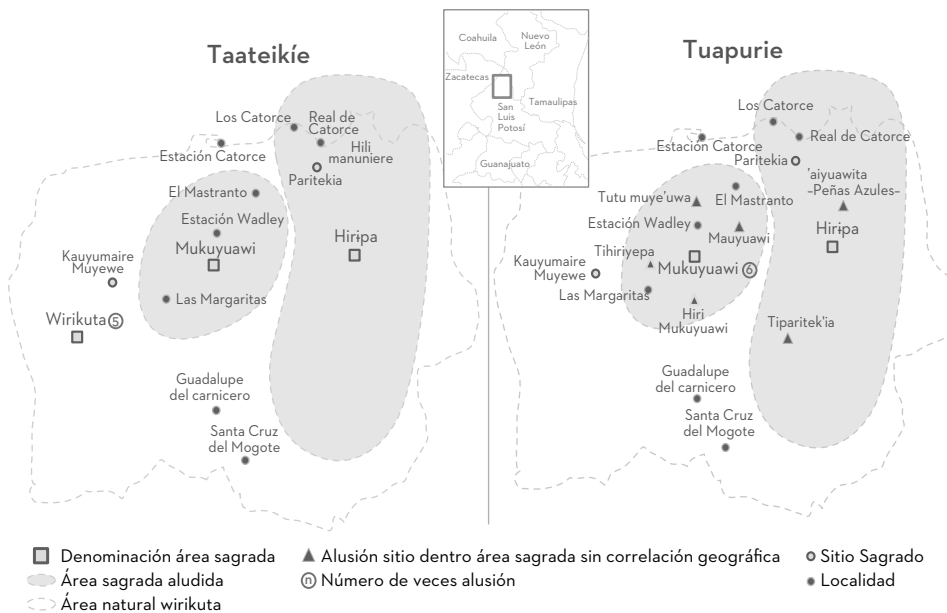 Taateikíe
Los Catorce
Real de
Catorce
Estación Catorce
Hili
manuniere
Paritekia
El Mastranto
Estación Wadley
Mukuyuawi
Hiripa
Kauyumaire
Muyewe
Las Margaritas
Wirikuta 5
Guadalupe
del carnicero
Santa Cruz
del Mogote
Coahuila
Nuevo
León
Zacatecas
San
Luis
Potosí
Tamaulipas
Guanajuato
Tuapurie
Los Catorce
Real de Catorce
Estación Catorce
Paritekia
'aiyuawita
–Peñas Azules–
Tutu muye'uwa
El Mastranto
Estación Wadley
Mauyuawi
Hiripa
Tihiriyepa
Kauyumaire
Muyewe
Mukuyuawi 6
Las Margaritas
Hiri
Mukuyuawi
Tiparitek'ia
Guadalupe
del carnicero
Santa Cruz
del Mogote
Denominación área sagrada
Alusión sitio dentro área sagrada sin correlación geográfica
Sitio Sagrado
Área sagrada aludida
n Número de veces alusión
Localidad
Área natural wirikuta